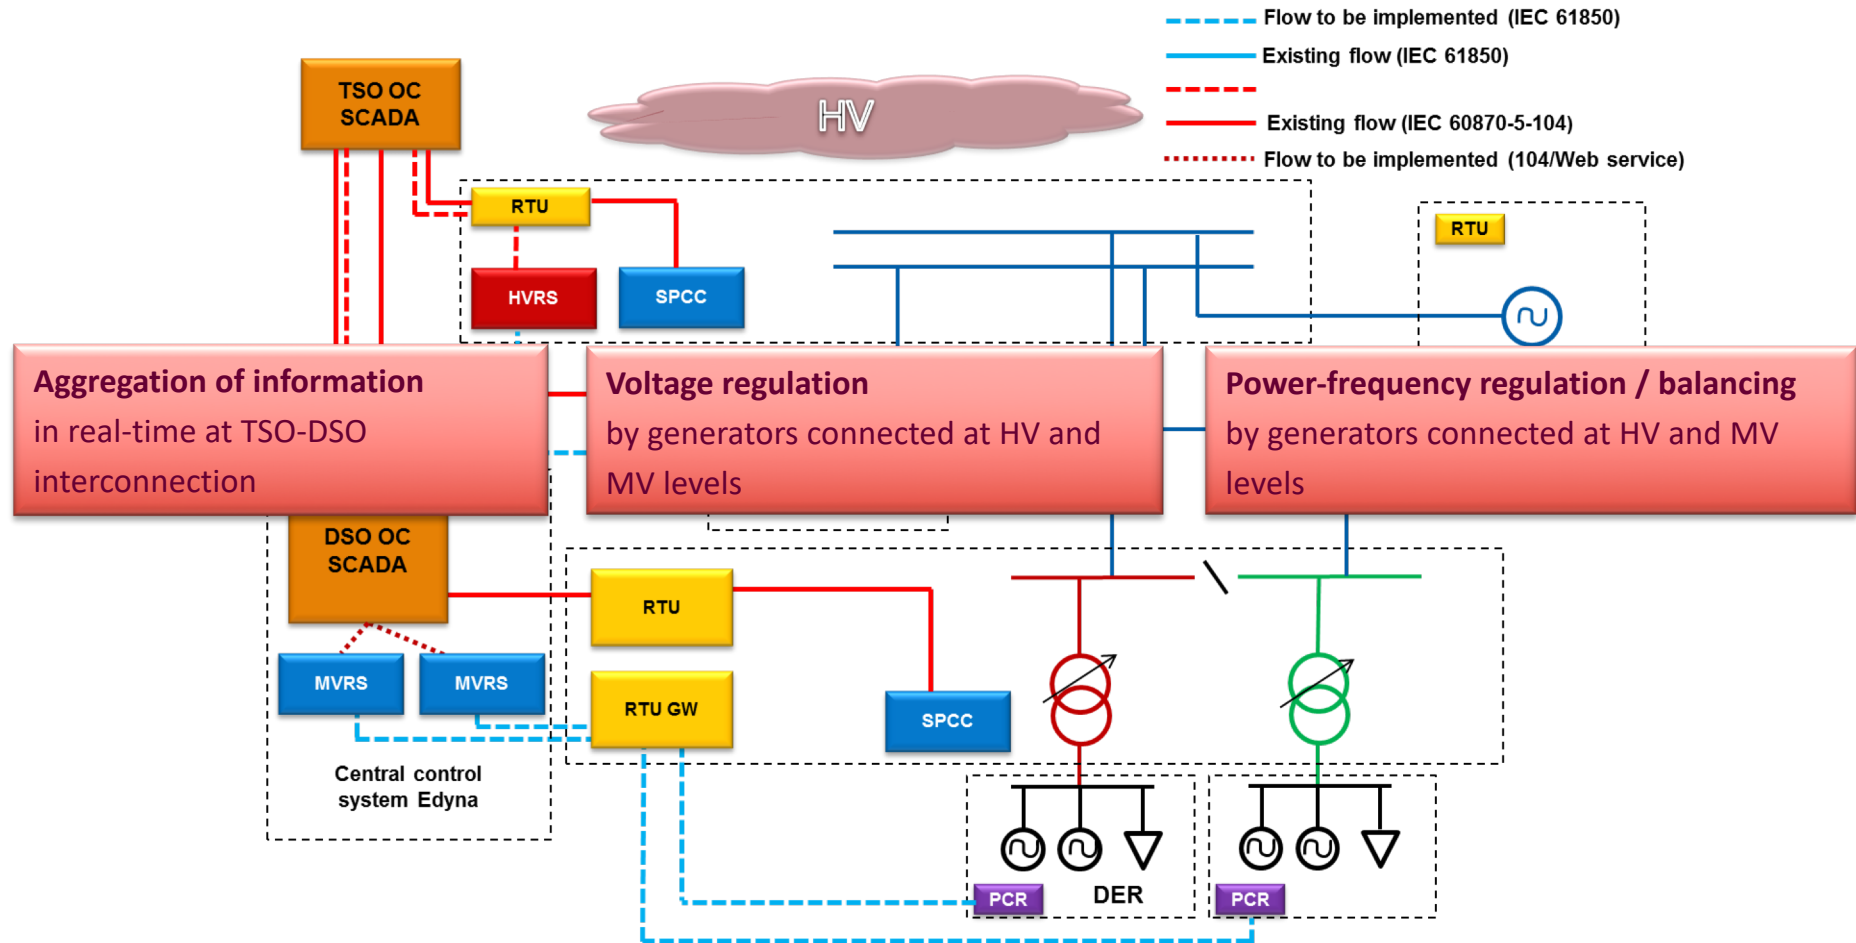 Flow to be implemented (IEC 61850)
Existing flow (IEC 61850)
Existing flow (IEC 60870-5-104)
Flow to be implemented (104/Web service)
TSO OC
SCADA
HV
RTU
RTU
HVRS
SPCC
Aggregation of information
in real-time at TSO-DSO
interconnection
Voltage regulation
by generators connected at HV and
MV levels
Power-frequency regulation / balancing
by generators connected at HV and MV
levels
DSO OC
SCADA
RTU
MVRS
MVRS
RTU GW
SPCC
Central control
system Edyna
PCR
DER
PCR